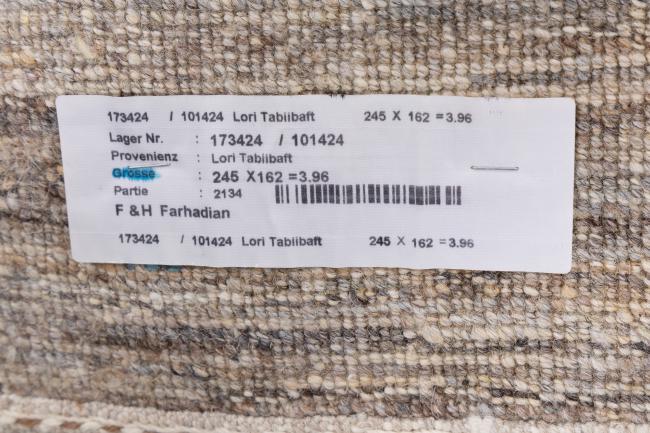 173424 / 101424 Lori Tabiibaft 245 X 162 =3.96
Lager Nr. : 173424 / 101424
Provenienz : Lori Tabiibaft
Grösse : 245 X162 =3.96
Partie : 2134
F &H Farhadian
173424 / 101424 Lori Tabiibaft 245 X 162 =3.96